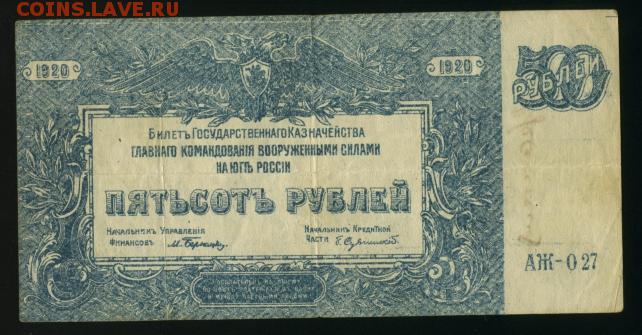 COINS.LAVE.RU
1920
1920
500
РУБЛЕЙ
БИЛЕТЪ ГОСУДАРСТВЕННАГО КАЗНАЧЕЙСТВА
ГЛАВНАГО КОМАНДОВАНІЯ ВООРУЖЕННЫМИ СИЛАМИ
НА ЮГѢ РОССІИ
ПЯТЬСОТЪ РУБЛЕЙ
НАЧАЛЬНИКЪ УПРАВЛЕНІЯ
ФИНАНСОВЪ
НАЧАЛЬНИКЪ КРЕДИТНОЙ
ЧАСТИ
АЖ-027